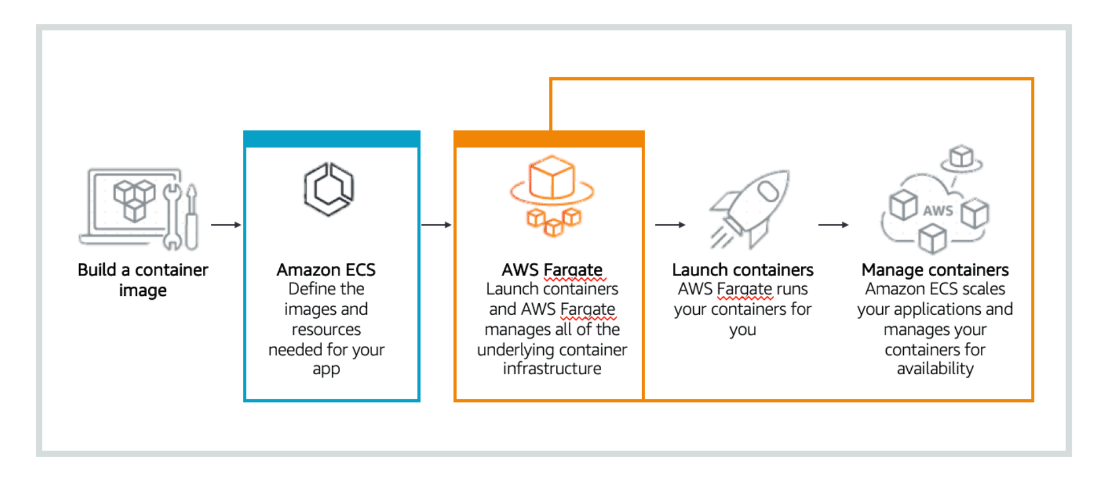 Build a container
image
Amazon ECS
Define the
images and
resources
needed for your
app
AWS Fargate
Launch containers
and AWS Fargate
manages all of the
underlying container
infrastructure
Launch containers
AWS Fargate runs
your containers for
you
AWS
Manage containers
Amazon ECS scales
your applications and
manages your
containers for
availability